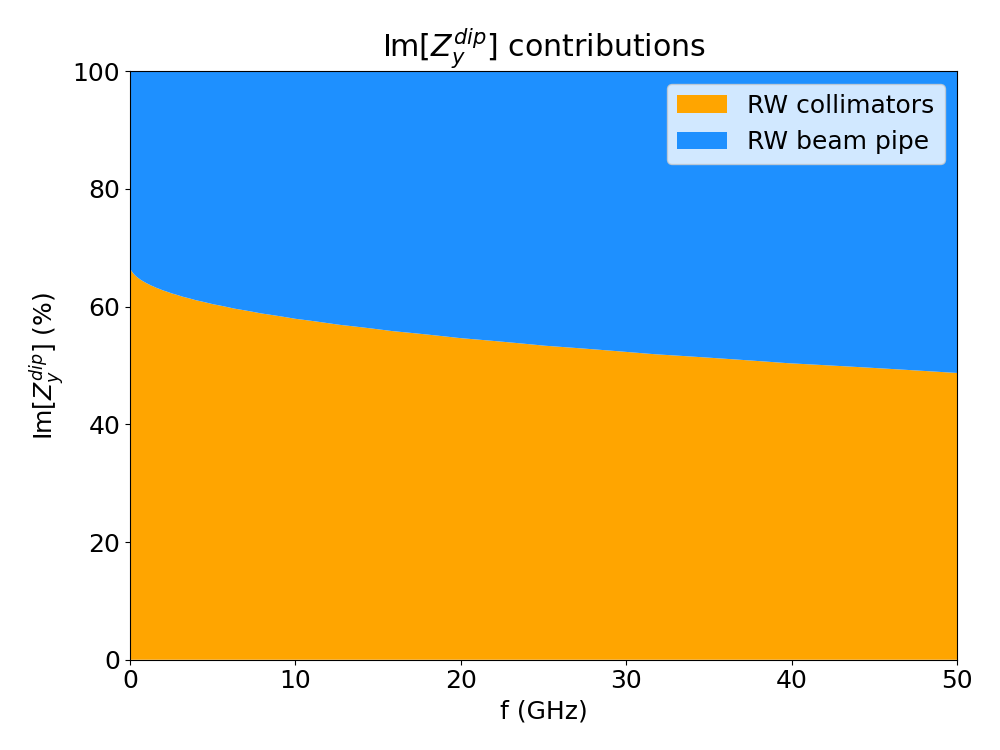 Im[$Z_y^{dip}$] contributions
100
80
60
40
20
0
Im[$Z_y^{dip}$] (%)
RW collimators
RW beam pipe
0 10 20 30 40 50
f (GHz)